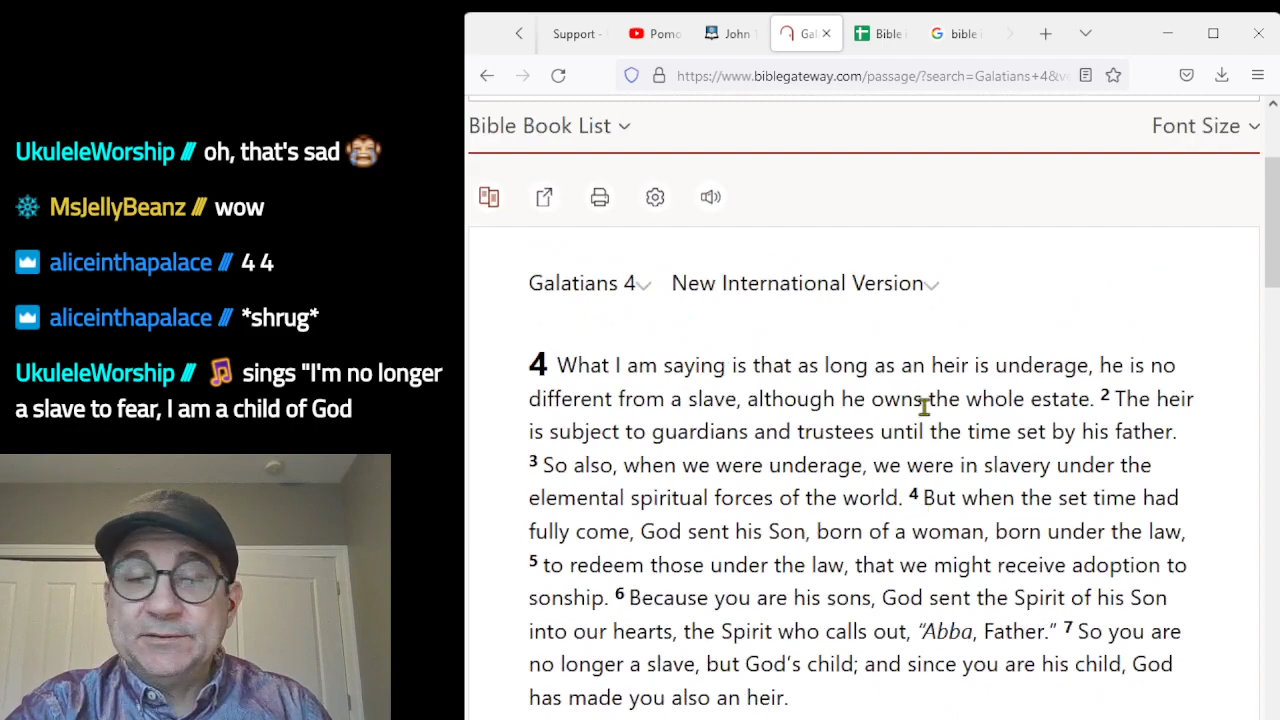 UkuleleWorship // oh, that's sad
MsJellyBeanz /// wow
aliceinthapalace // 4 4
aliceinthapalace // *shrug*
UkuleleWorship // sings "I'm no longer
a slave to fear, I am a child of God
Support -
Pomo
John
Gal
Bible
bible
https://www.biblegateway.com/passage/?search=Galatians+4&v
Bible Book List
Font Size
Galatians 4 New International Version
4 What I am saying is that as long as an heir is underage, he is no
different from a slave, although he owns the whole estate. 2 The heir
is subject to guardians and trustees until the time set by his father.
3 So also, when we were underage, we were in slavery under the
elemental spiritual forces of the world. 4 But when the set time had
fully come, God sent his Son, born of a woman, born under the law,
5 to redeem those under the law, that we might receive adoption to
sonship. 6 Because you are his sons, God sent the Spirit of his Son
into our hearts, the Spirit who calls out, “Abba, Father.” 7 So you are
no longer a slave, but God’s child; and since you are his child, God
has made you also an heir.